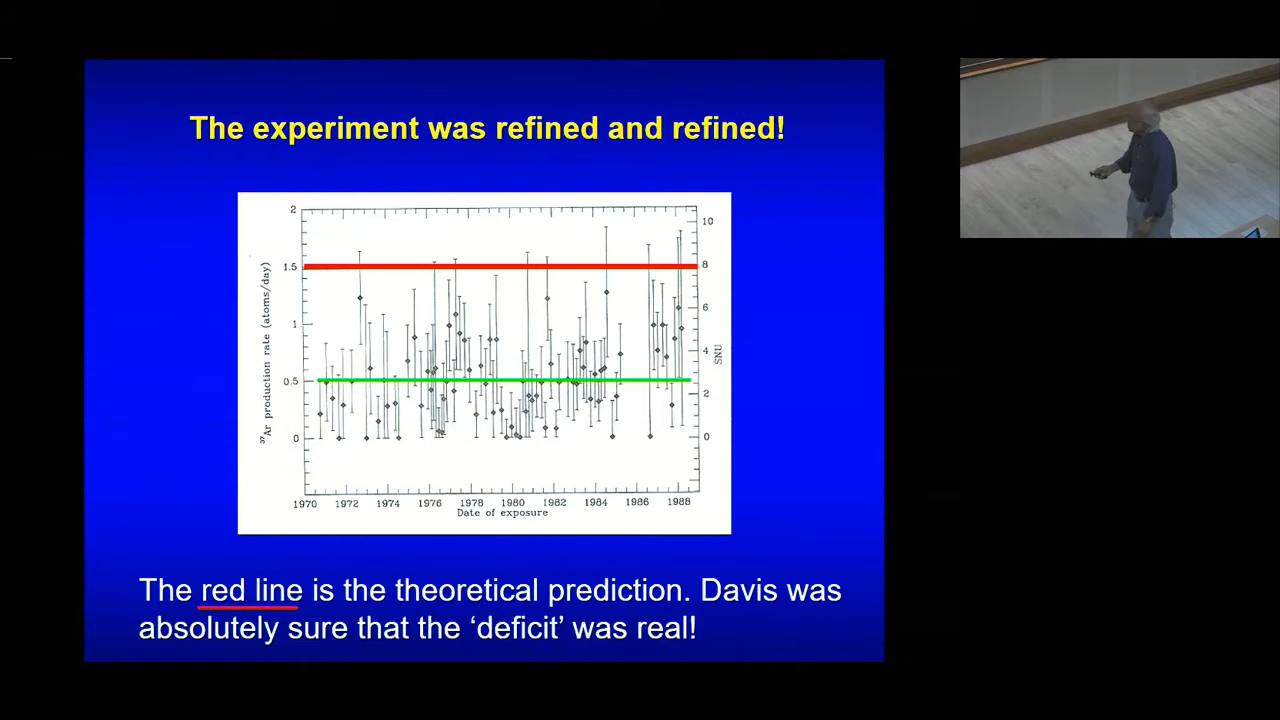 The experiment was refined and refined!
2
1.5
1
0.5
0
³⁷Ar production rate (atoms/day)
10
8
6
4
2
0
SNU
1970 1972 1974 1976 1978 1980 1982 1984 1986 1988
Date of exposure
The red line is the theoretical prediction. Davis was
absolutely sure that the ‘deficit’ was real!